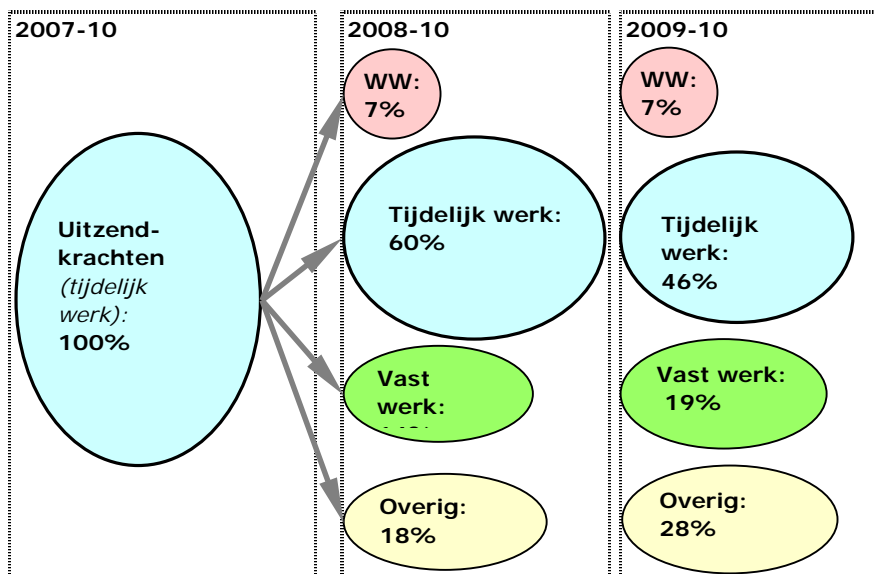 2007-10
Uitzend-
krachten
(tijdelijk
werk):
100%
2008-10
WW:
7%
Tijdelijk werk:
60%
Vast
werk:
Overig:
18%
2009-10
WW:
7%
Tijdelijk
werk:
46%
Vast werk:
19%
Overig:
28%